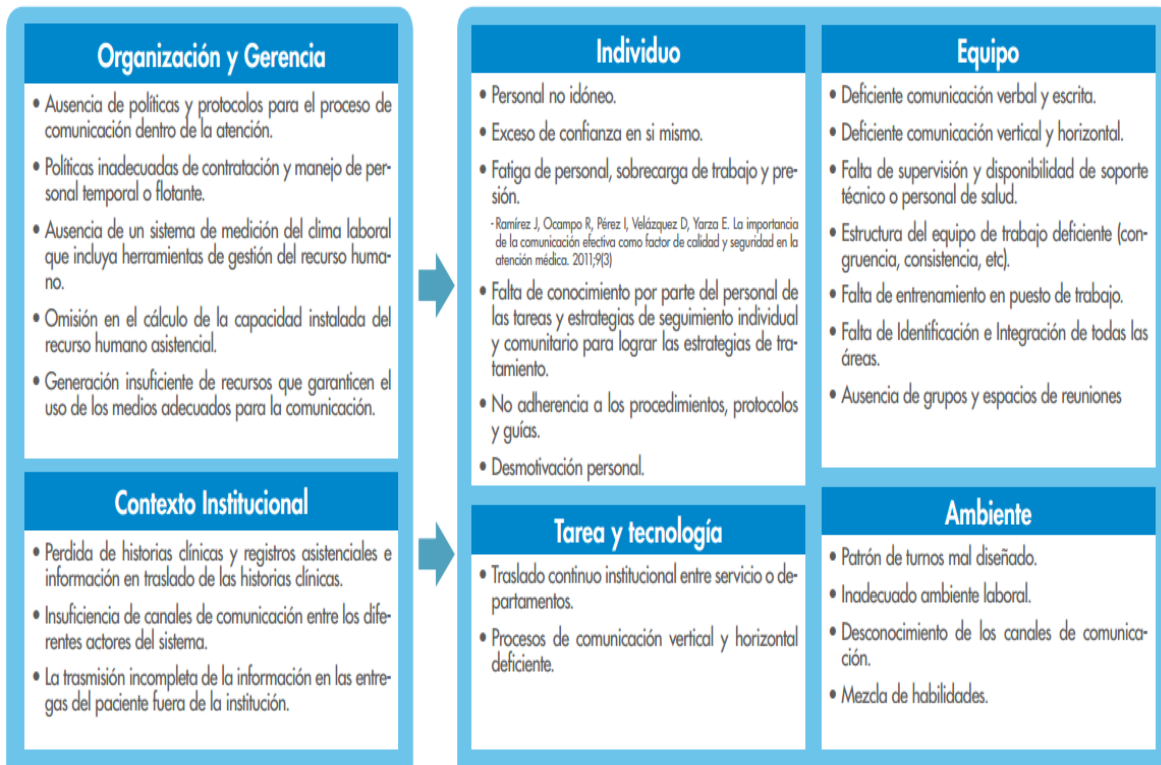 Organización y Gerencia
• Ausencia de políticas y protocolos para el proceso de
comunicación dentro de la atención.
• Políticas inadecuadas de contratación y manejo de per-
sonal temporal o flotante.
• Ausencia de un sistema de medición del clima laboral
que incluya herramientas de gestión del recurso huma-
no.
• Omisión en el cálculo de la capacidad instalada del
recurso humano asistencial.
• Generación insuficiente de recursos que garanticen el
uso de los medios adecuados para la comunicación.
Contexto Institucional
• Perdida de historias clínicas y registros asistenciales e
información en traslado de las historias clínicas.
• Insuficiencia de canales de comunicación entre los dife-
rentes actores del sistema.
• La trasmisión incompleta de la información en las entre-
gas del paciente fuera de la institución.
Individuo
• Personal no idóneo.
• Exceso de confianza en si mismo.
• Fatiga de personal, sobrecarga de trabajo y pre-
sión.
- Ramírez J, Ocampo R, Pérez I, Velázquez D, Yarza E. La importancia
de la comunicación efectiva como factor de calidad y seguridad en la
atención médica. 2011;9(3)
• Falta de conocimiento por parte del personal de
las tareas y estrategias de seguimiento individual
y comunitario para lograr las estrategias de tra-
tamiento.
• No adherencia a los procedimientos, protocolos
y guías.
• Desmotivación personal.
Equipo
• Deficiente comunicación verbal y escrita.
• Deficiente comunicación vertical y horizontal.
• Falta de supervisión y disponibilidad de soporte
técnico o personal de salud.
• Estructura del equipo de trabajo deficiente (con-
gruencia, consistencia, etc).
• Falta de entrenamiento en puesto de trabajo.
• Falta de Identificación e Integración de todas las
áreas.
• Ausencia de grupos y espacios de reuniones
Tarea y tecnología
• Traslado continuo institucional entre servicio o de-
partamentos.
• Procesos de comunicación vertical y horizontal
deficiente.
Ambiente
• Patrón de turnos mal diseñado.
• Inadecuado ambiente laboral.
• Desconocimiento de los canales de comunica-
ción.
• Mezcla de habilidades.